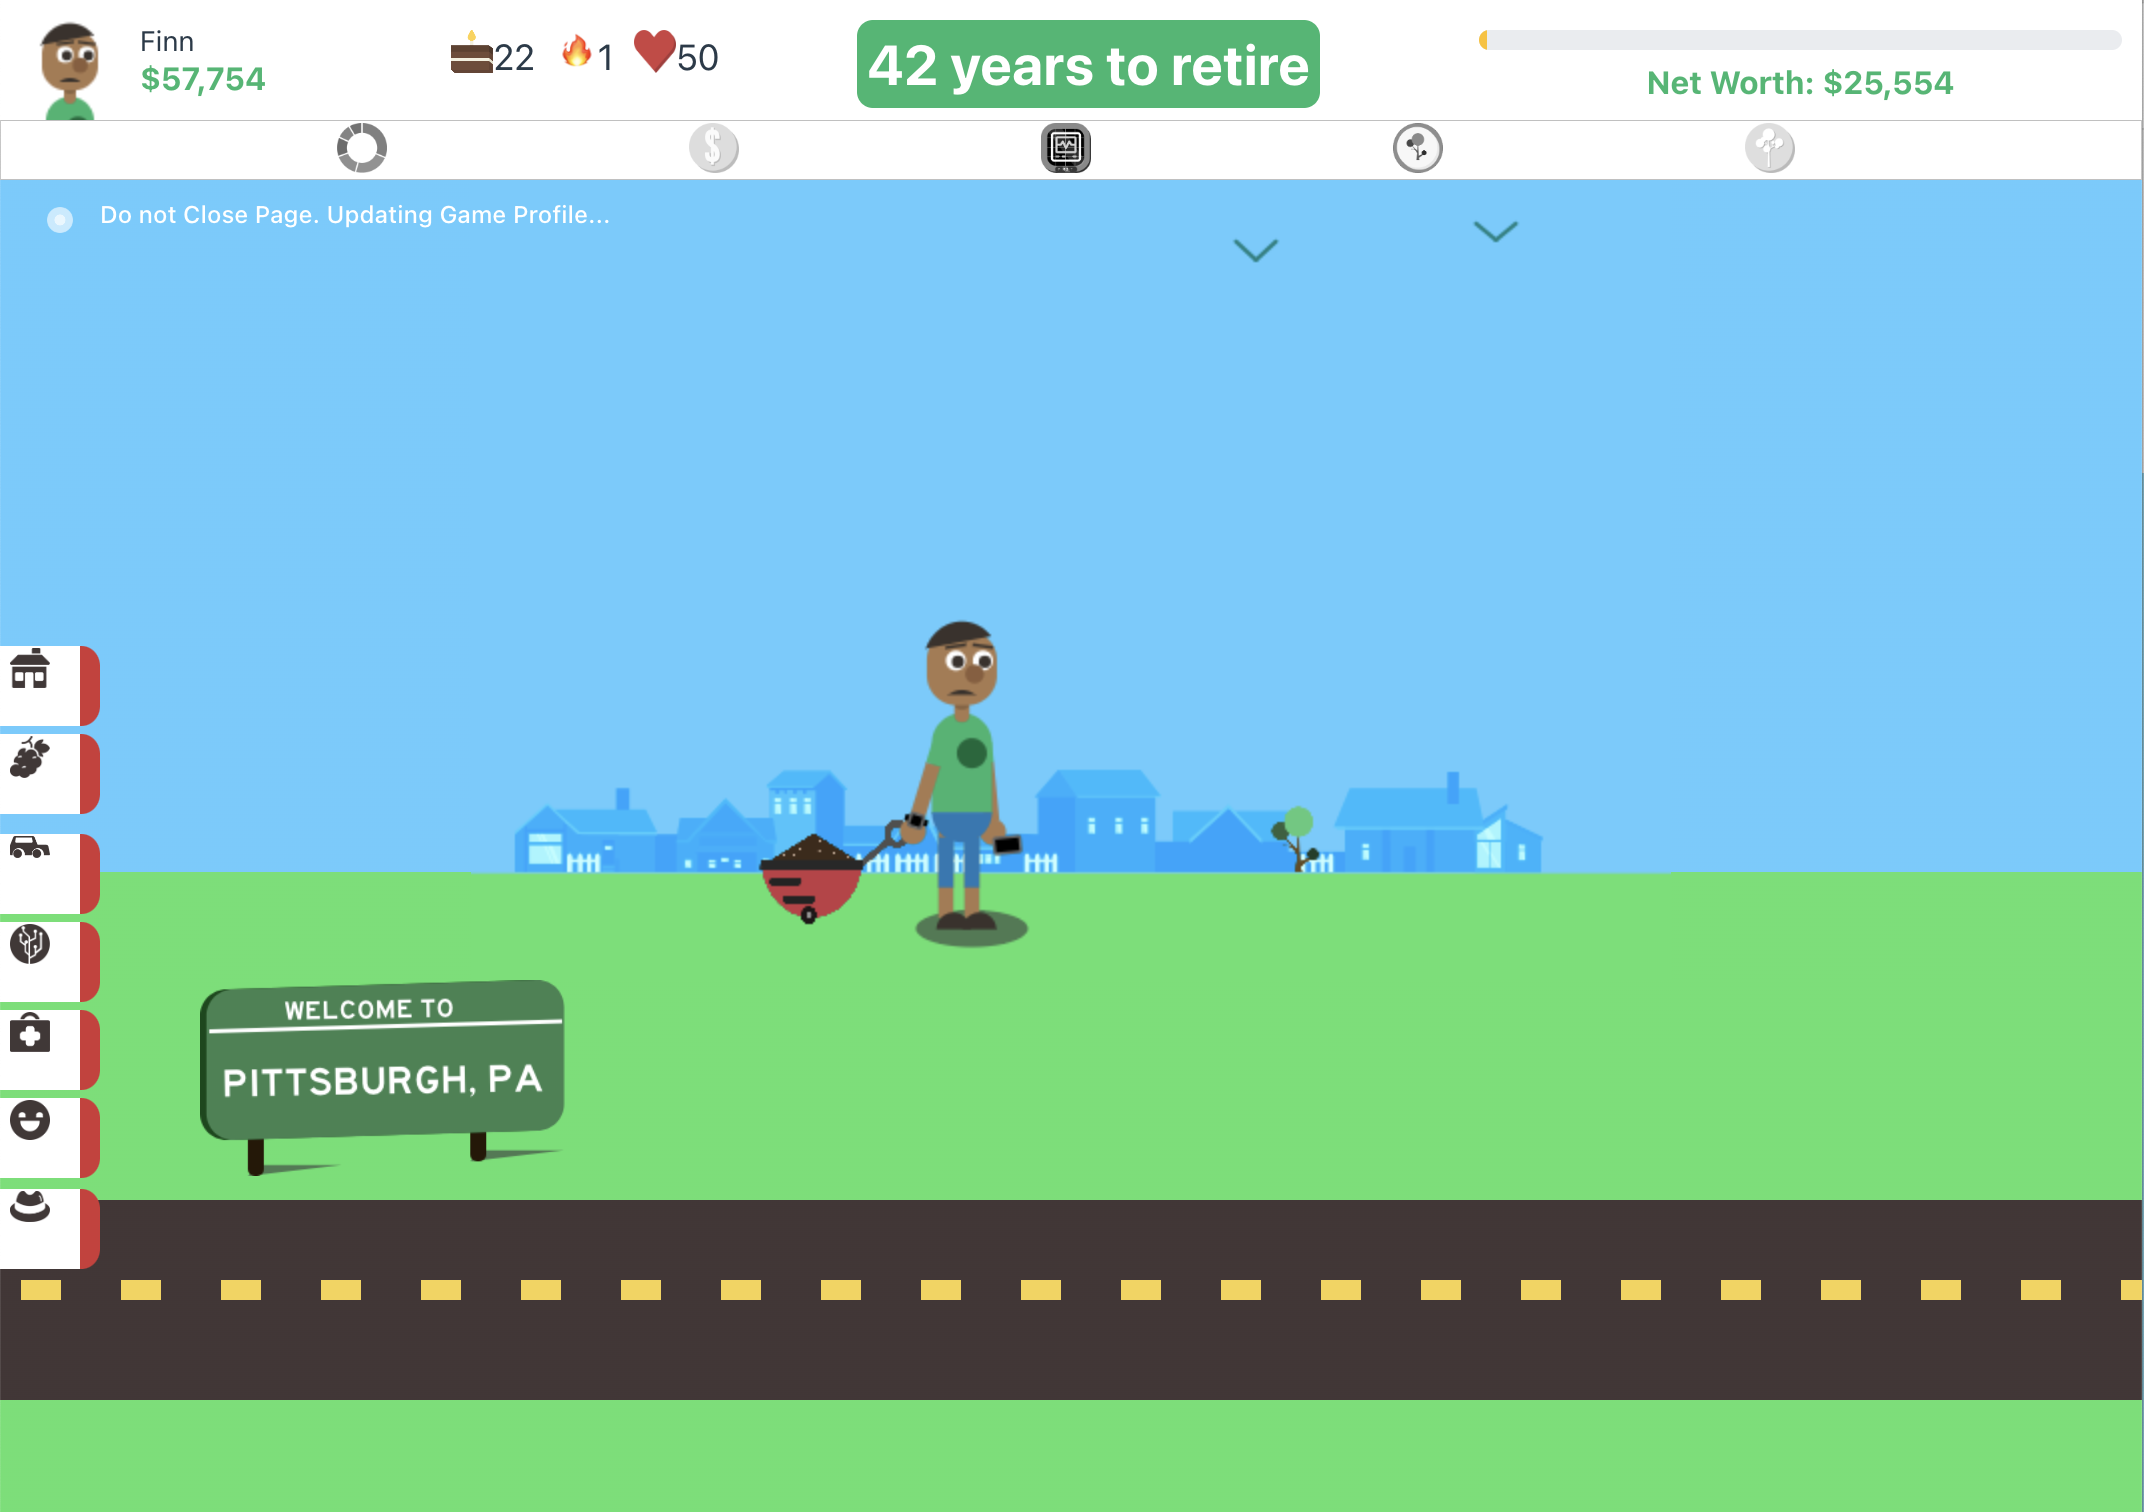 Finn
$57,754
22
1
50
42 years to retire
Net Worth: $25,554
$
Do not Close Page. Updating Game Profile...
WELCOME TO
PITTSBURGH, PA